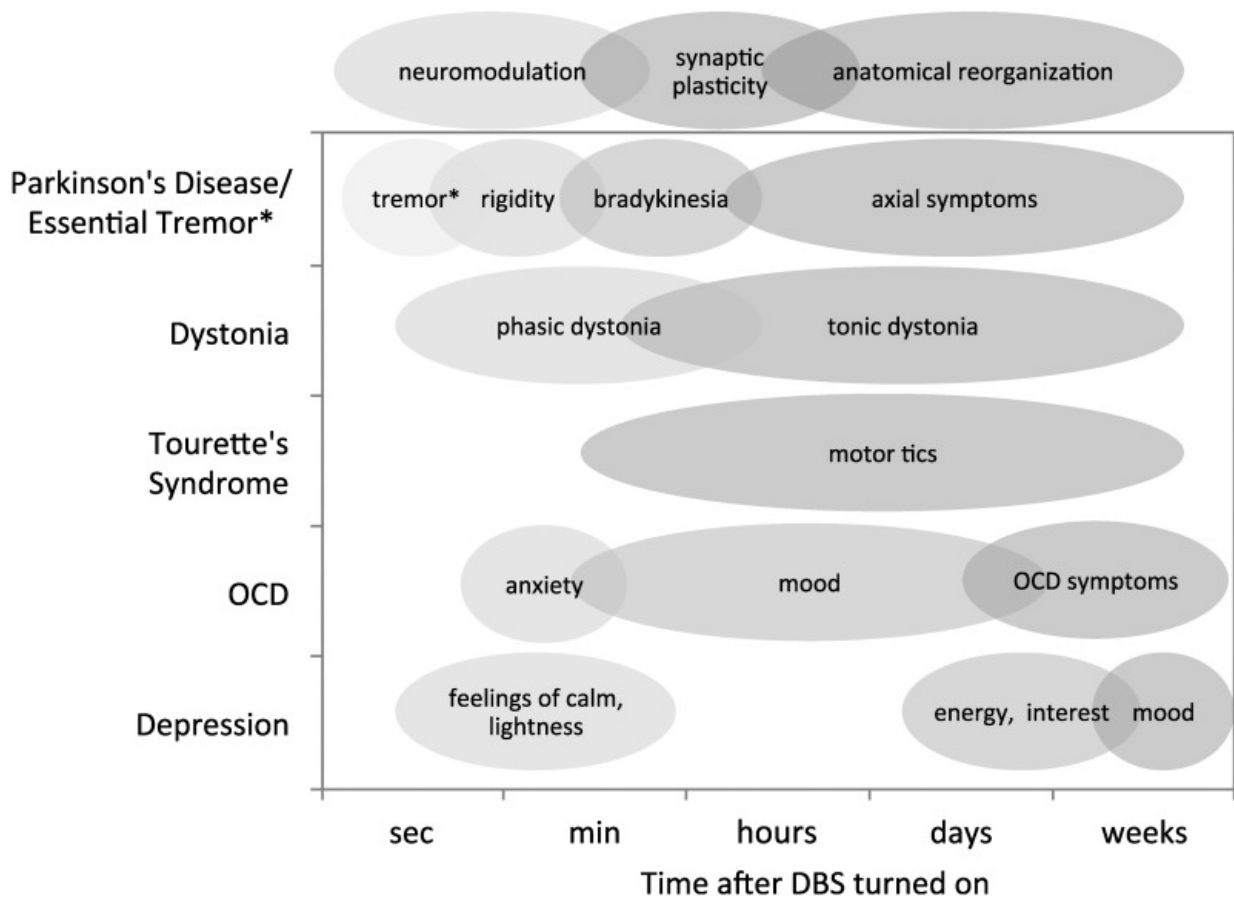 neuromodulation
synaptic
plasticity
anatomical reorganization
Parkinson's Disease/
Essential Tremor*
tremor*
rigidity
bradykinesia
axial symptoms
Dystonia
phasic dystonia
tonic dystonia
Tourette's
Syndrome
motor tics
OCD
anxiety
mood
OCD symptoms
Depression
feelings of calm,
lightness
energy, interest
mood
sec
min
hours
days
weeks
Time after DBS turned on